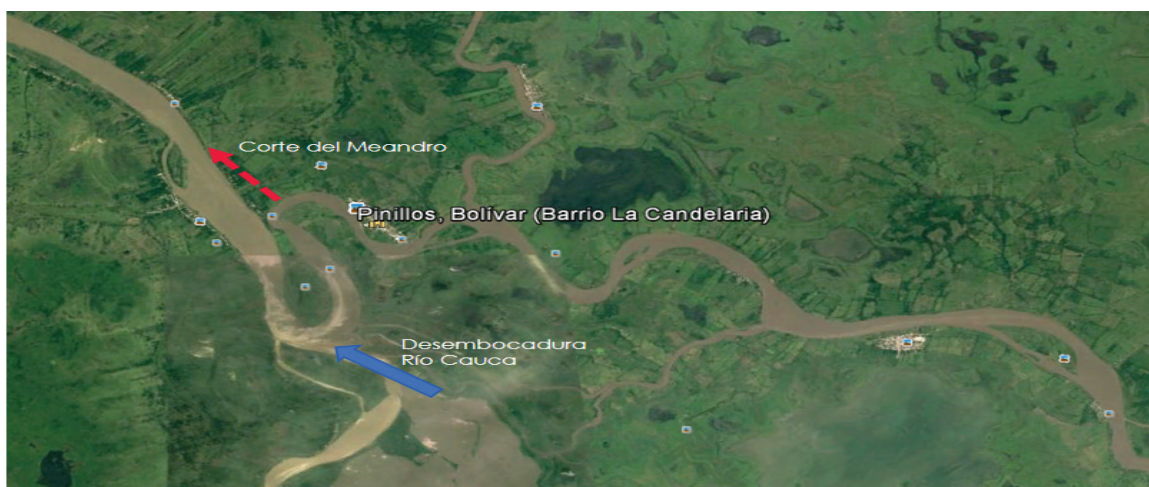 Corte del Meandro
Pinillos, Bolívar (Barrio La Candelaria)
Desembocadura
Río Cauca